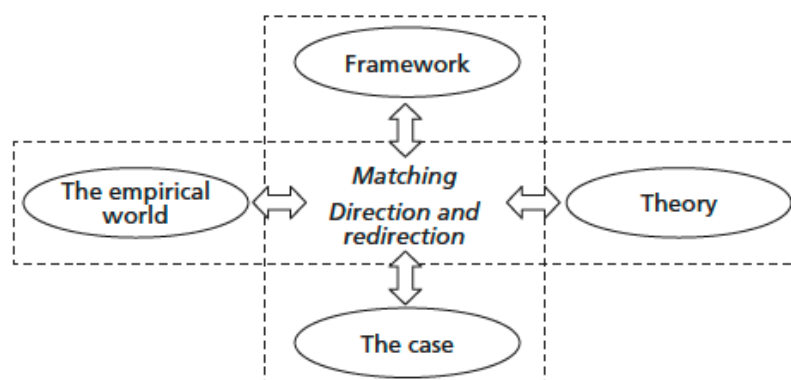 Framework
Matching
The empirical
world
Direction and
redirection
Theory
The case